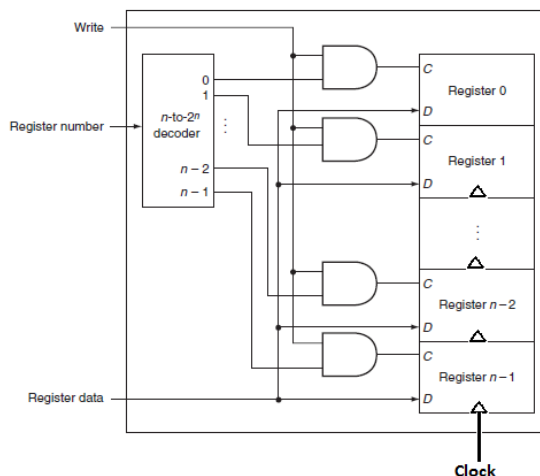 Write
0
1
n-to-2ⁿ
decoder
⋮
n – 2
n – 1
Register number
Register data
C
Register 0
D
C
Register 1
D
⋮
C
Register n – 2
D
C
Register n – 1
D
Clock